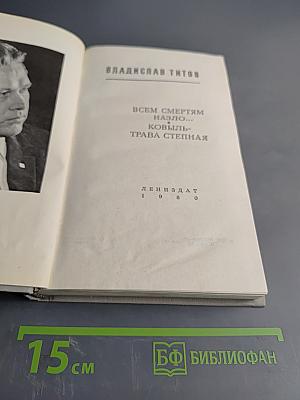 ВЛАДИСЛАВ ТИТОВ
ВСЕМ СМЕРТЯМ
НАЗЛО...
КОВЫЛЬ-
ТРАВА СТЕПНАЯ
ЛЕНИЗДАТ
1980
15 см
БФ БИБЛИОФАН